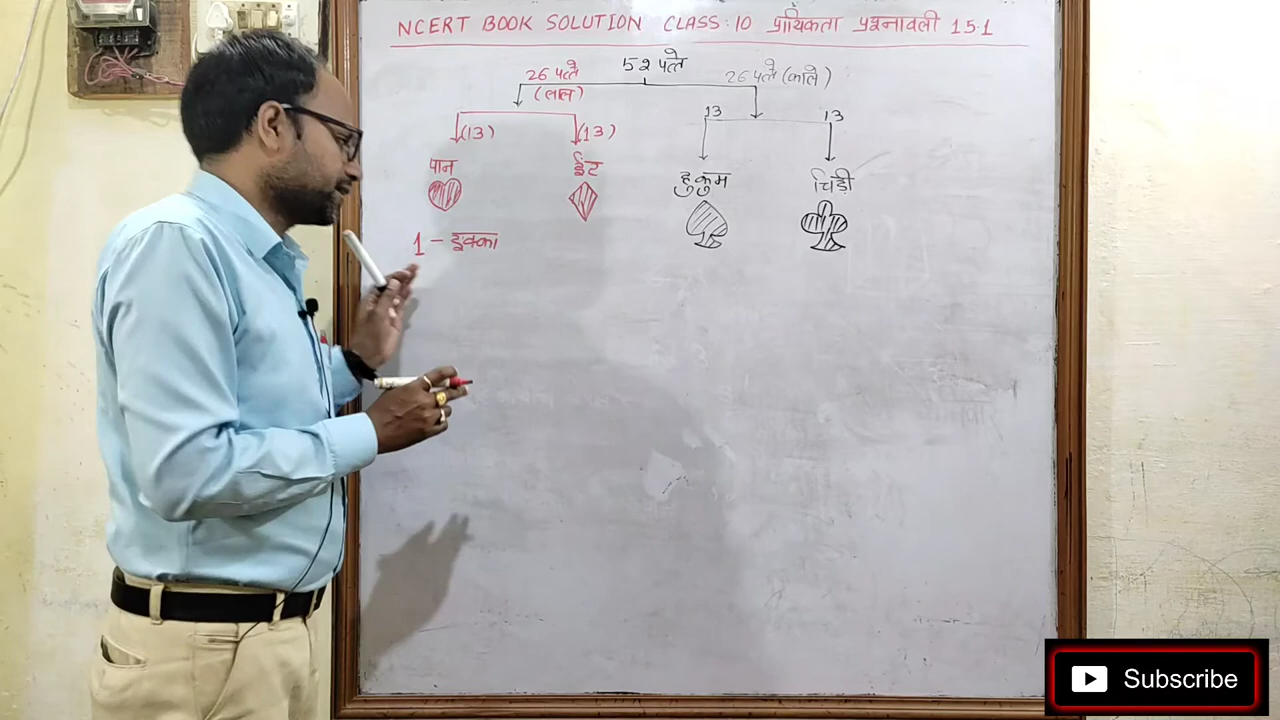 NCERT BOOK SOLUTION CLASS:10 प्रायिकता प्रश्नावली 15.1
52 पत्ते
26 पत्ते
(लाल)
26 पत्ते (काले)
(13)
(13)
13
13
पान
ईट
हुकुम
चिड़ी
1 - इक्का
Subscribe